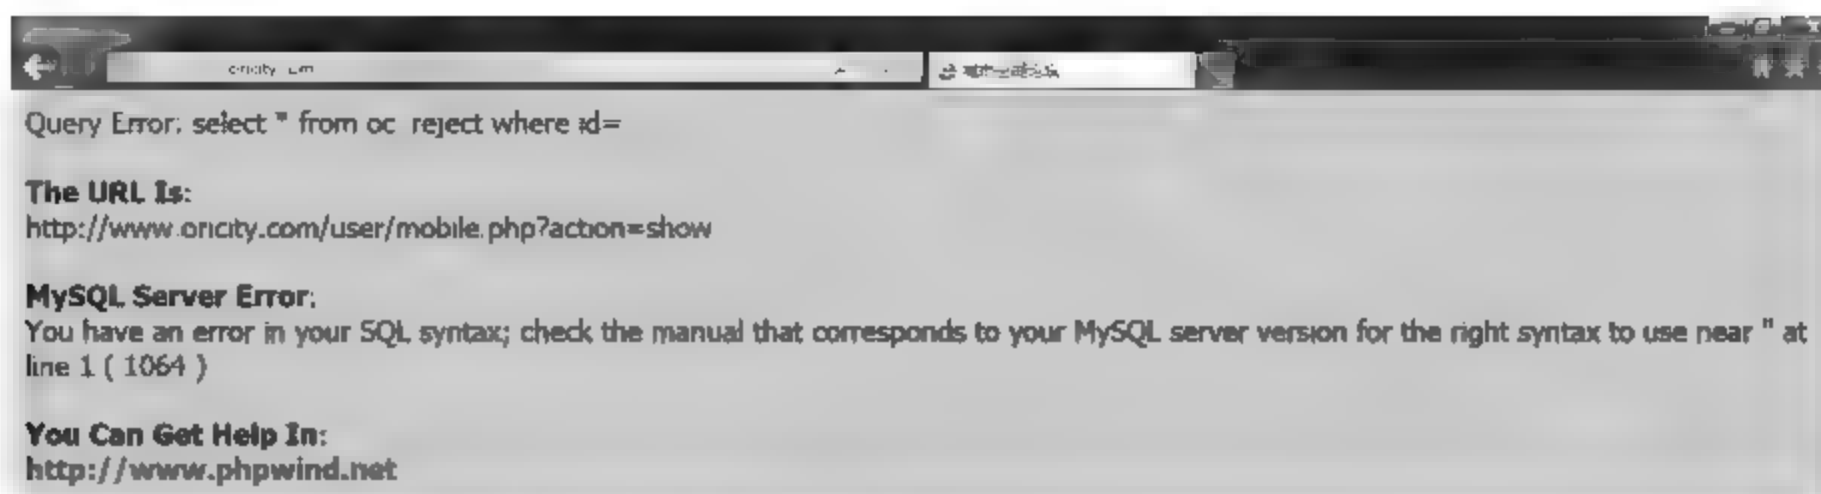 Query Error: select * from oc_reject where id=
The URL Is:
http://www.oricity.com/user/mobile.php?action=show
MySQL Server Error:
You have an error in your SQL syntax; check the manual that corresponds to your MySQL server version for the right syntax to use near '' at
line 1 ( 1064 )
You Can Get Help In:
http://www.phpwind.net